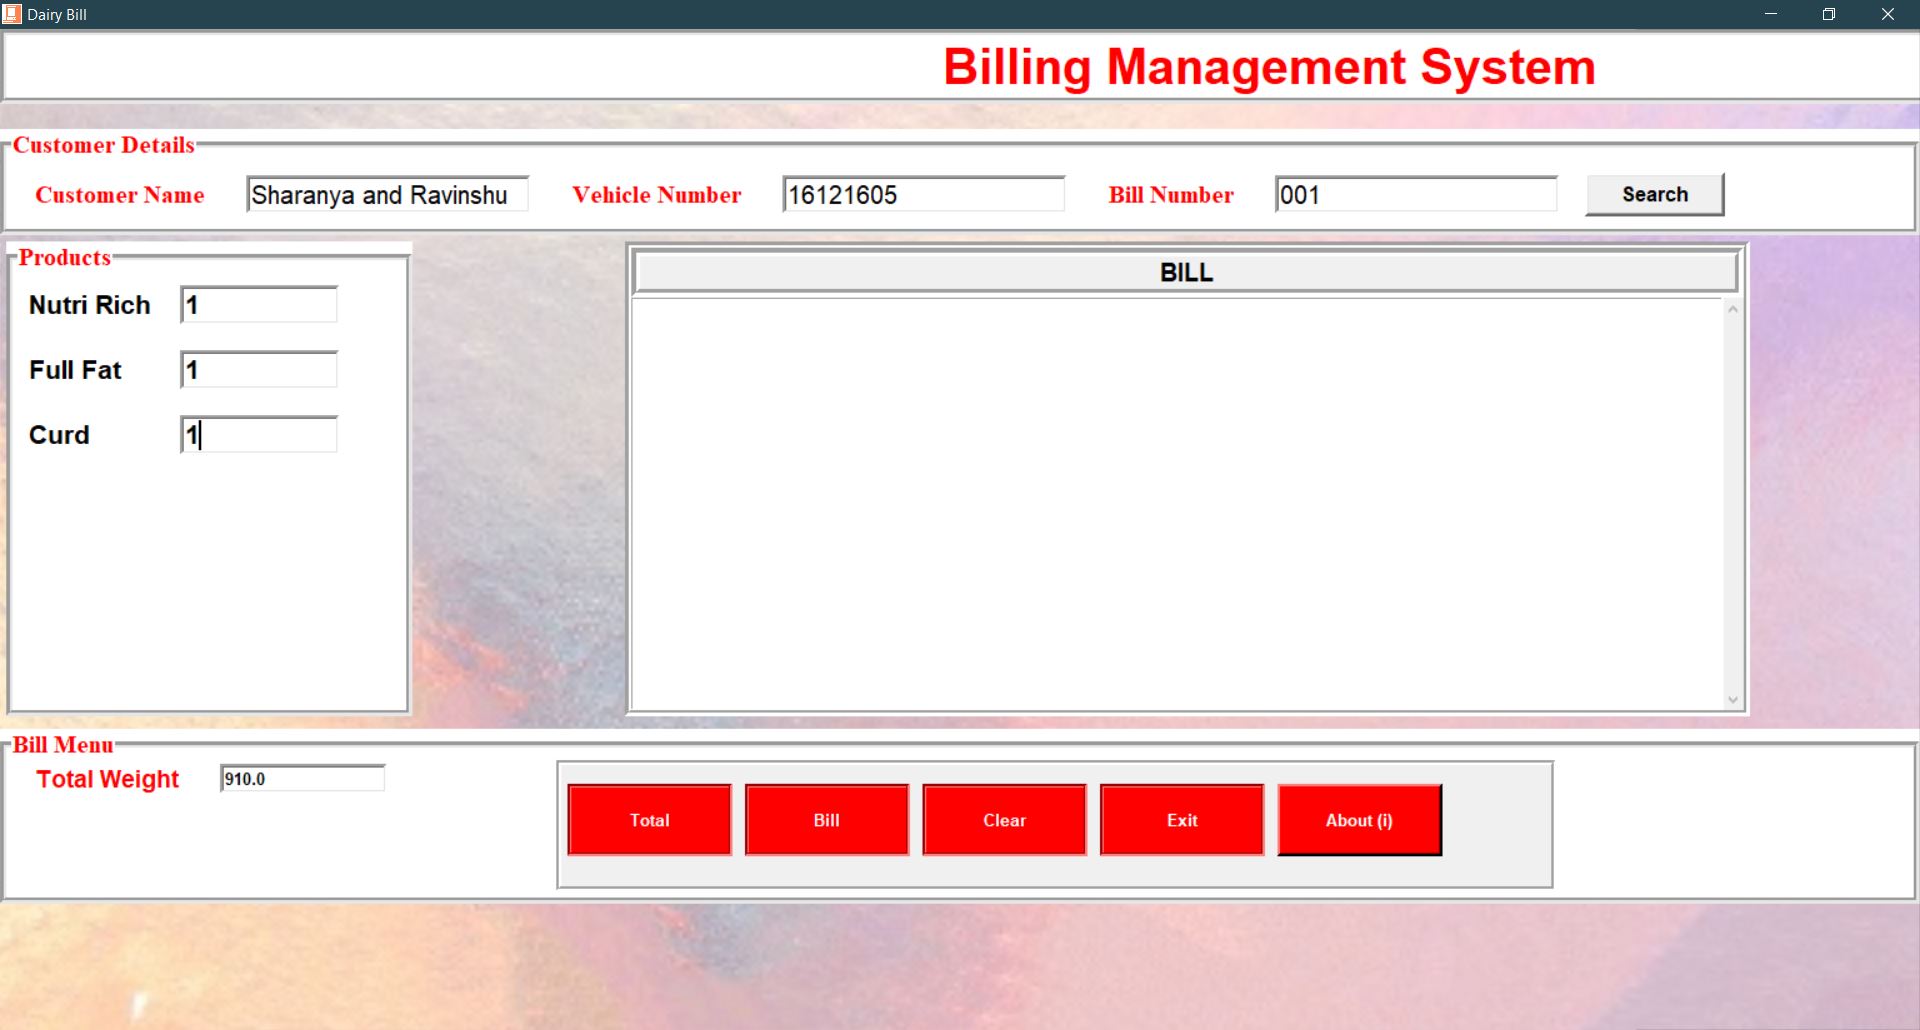 Dairy Bill
Billing Management System
Customer Details
Customer Name Sharanya and Ravinshu Vehicle Number 16121605 Bill Number 001 Search
Products
Nutri Rich 1
Full Fat 1
Curd 1
BILL
Bill Menu
Total Weight 910.0
Total Bill Clear Exit About (i)